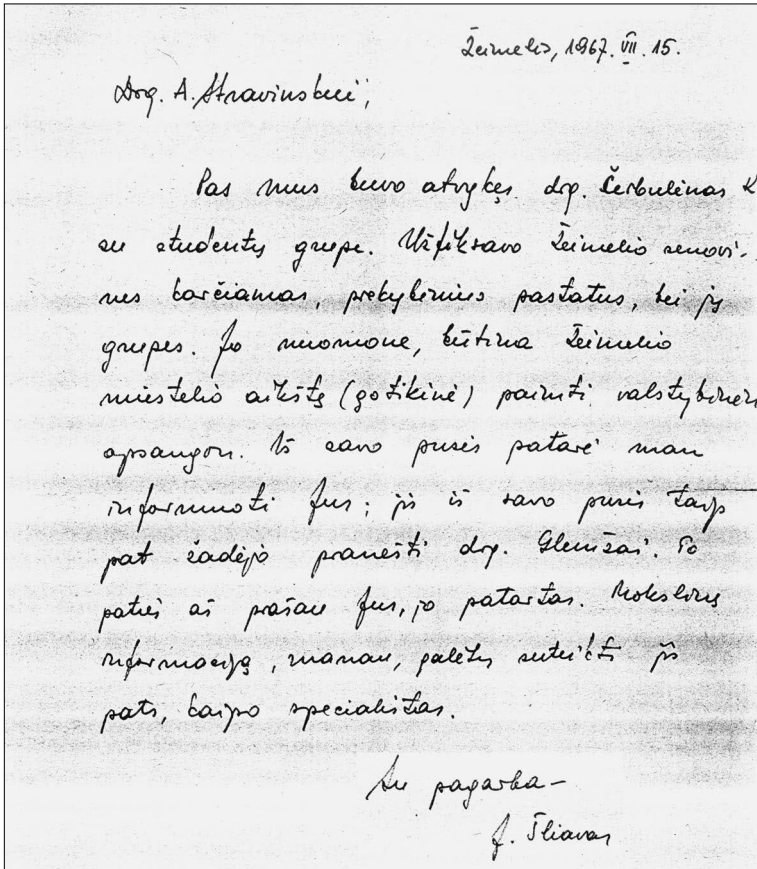 Žeimelis, 1967. VII. 15.
Drg. A. Stravinskui,
Pas mus buvo atvykęs drg. Čerbulėnas K
su studentų grupe. Užfiksavo Žeimelio senovi-
nes karčiamas, prekybinius pastatus bei jų
grupes. Jo nuomone, būtina Žeimelio
miestelio aikštę (gotikinė) paimti valstybinėn
apsaugon. Iš savo pusės patarė man
informuoti Jus; jis iš savo pusės taip
pat žadėjo pranešti drg. Glemžai. To
paties aš prašau Jus, jo patartas. Mokslinę
informaciją, manau, galėtų suteikti jis
pats, kaipo specialistas.
Su pagarba –
J. Šliavas